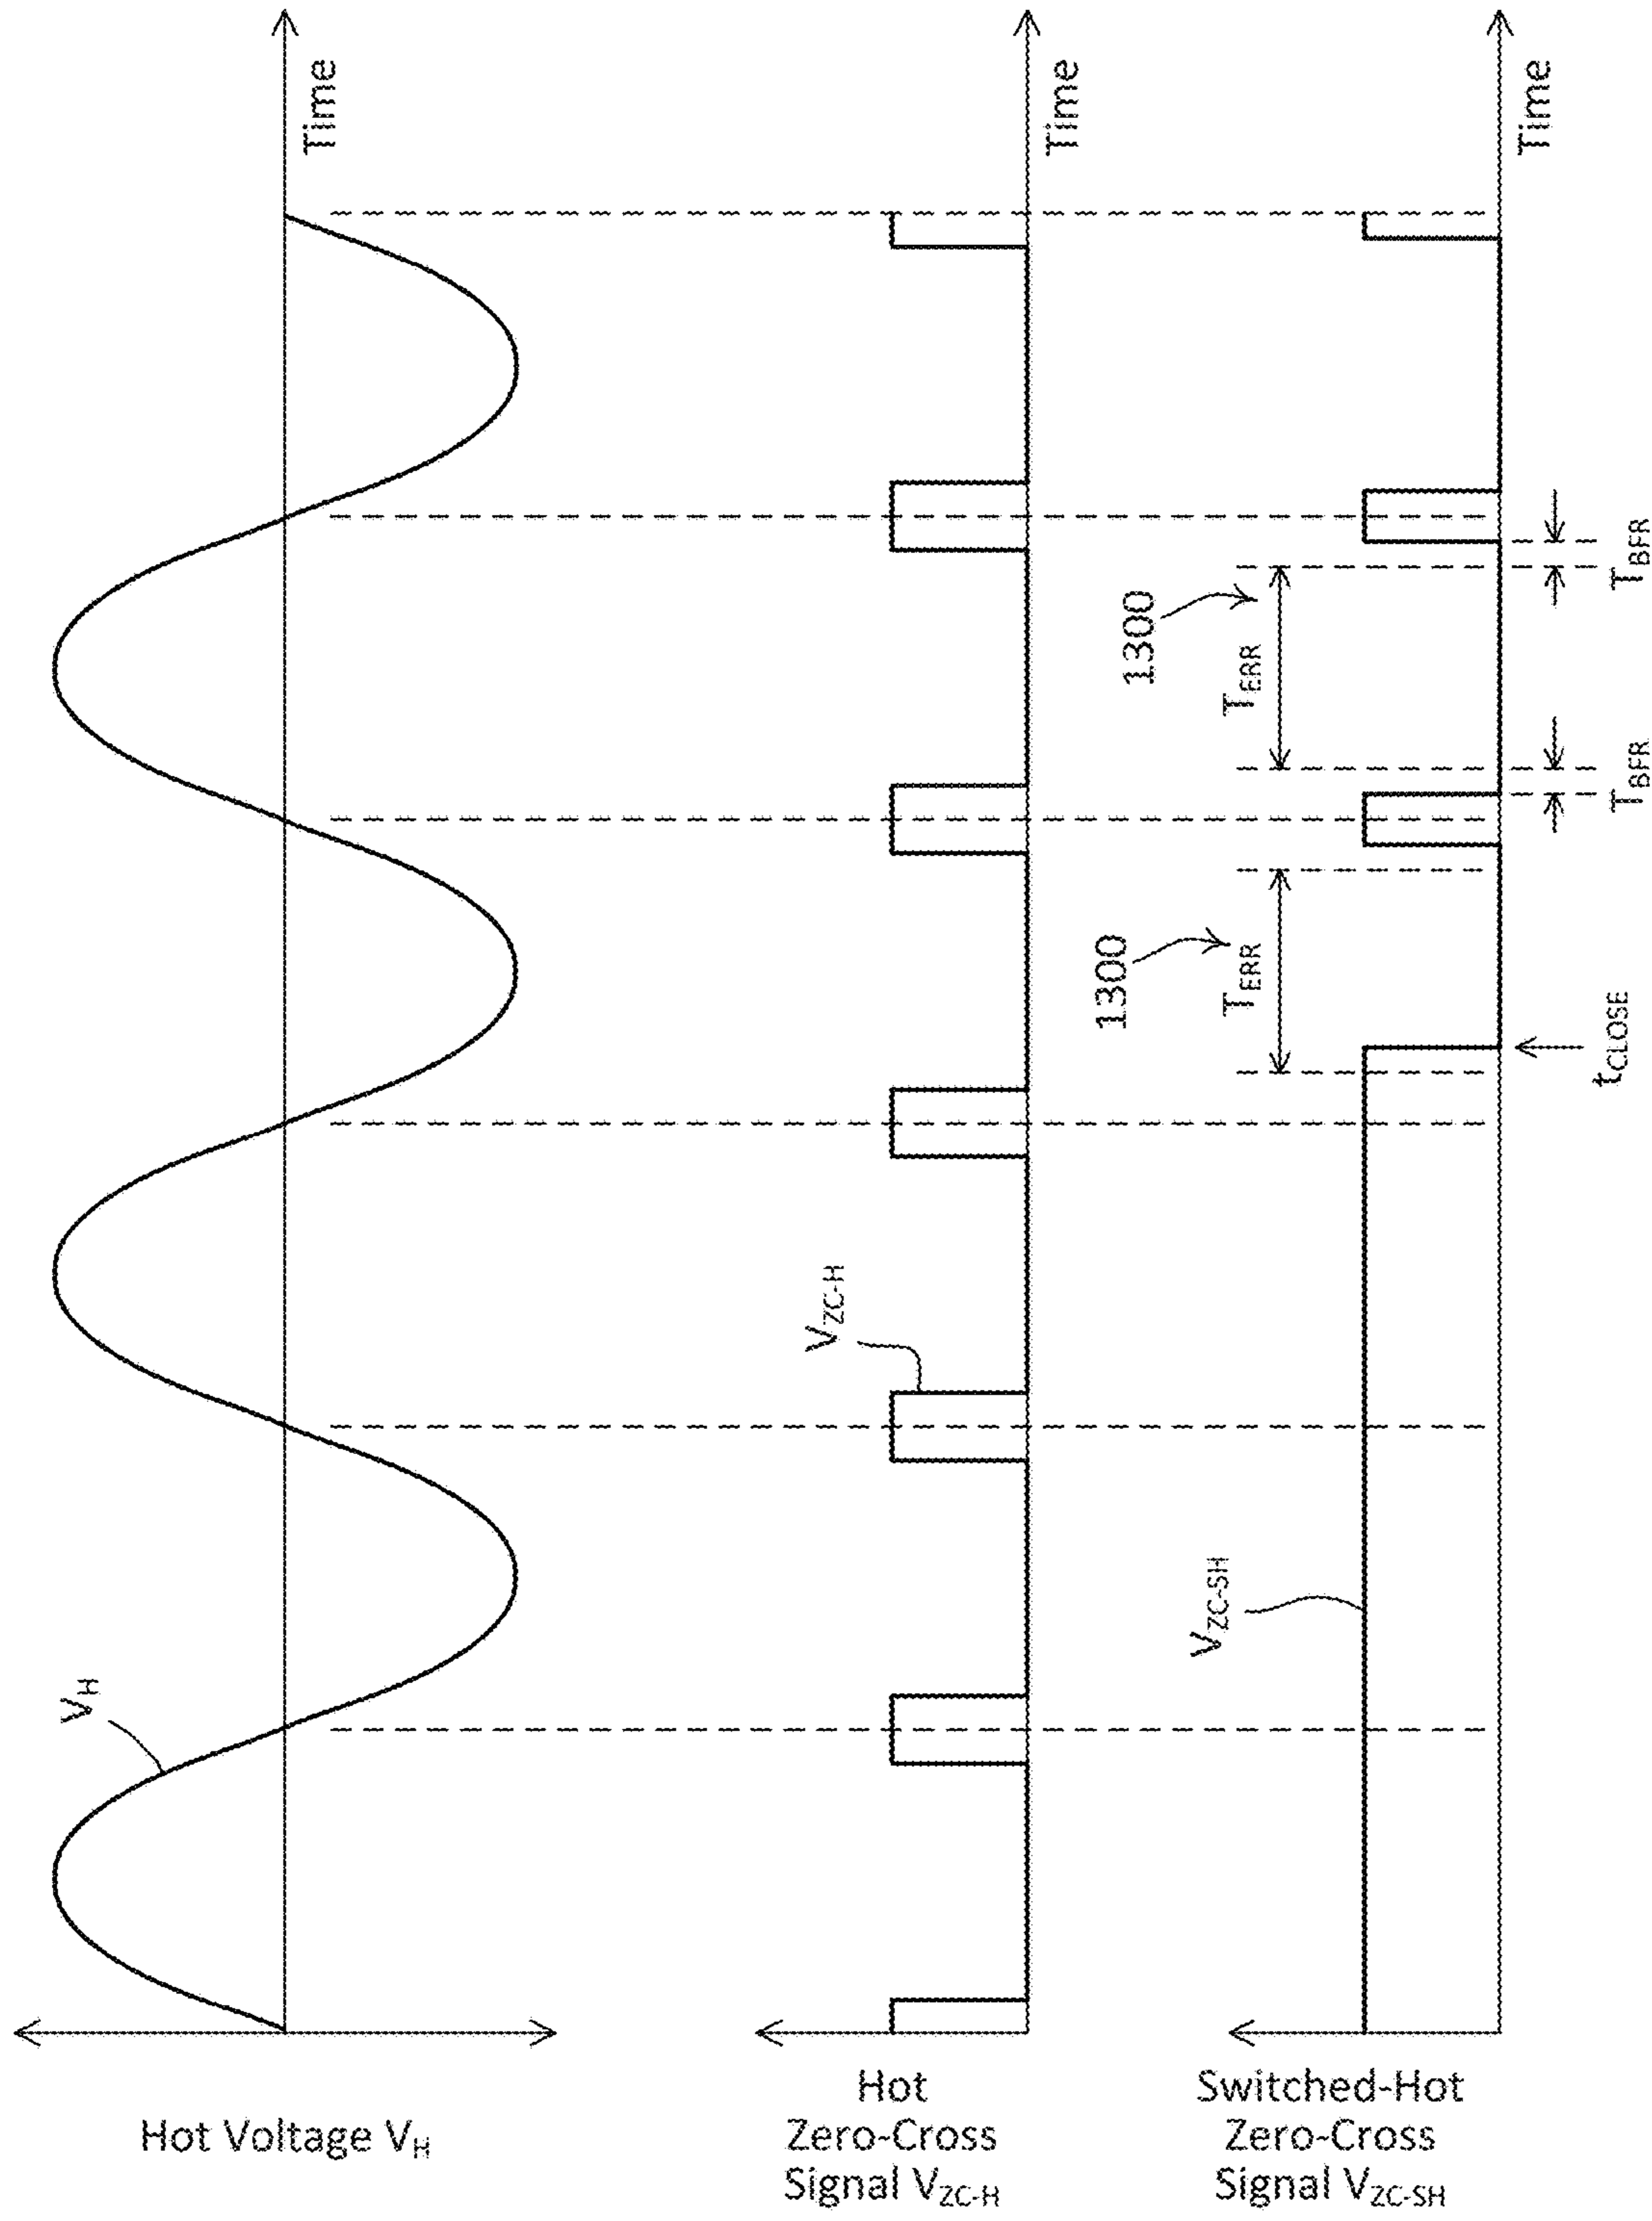 Time
V_H
Hot Voltage V_H
Time
V_ZC-H
Hot
Zero-Cross
Signal V_ZC-H
Time
1300
T_ERR
1300
T_ERR
T_BFR
T_BFR
t_CLOSE
V_ZC-SH
Switched-Hot
Zero-Cross
Signal V_ZC-SH